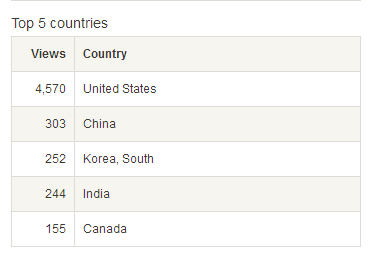 Top 5 countries
Views Country
4,570 United States
303 China
252 Korea, South
244 India
155 Canada